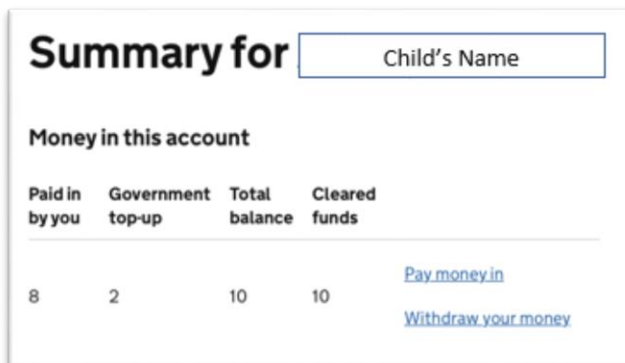 Summary for Child's Name
Money in this account
Paid in by you Government top-up Total balance Cleared funds
8 2 10 10
Pay money in
Withdraw your money